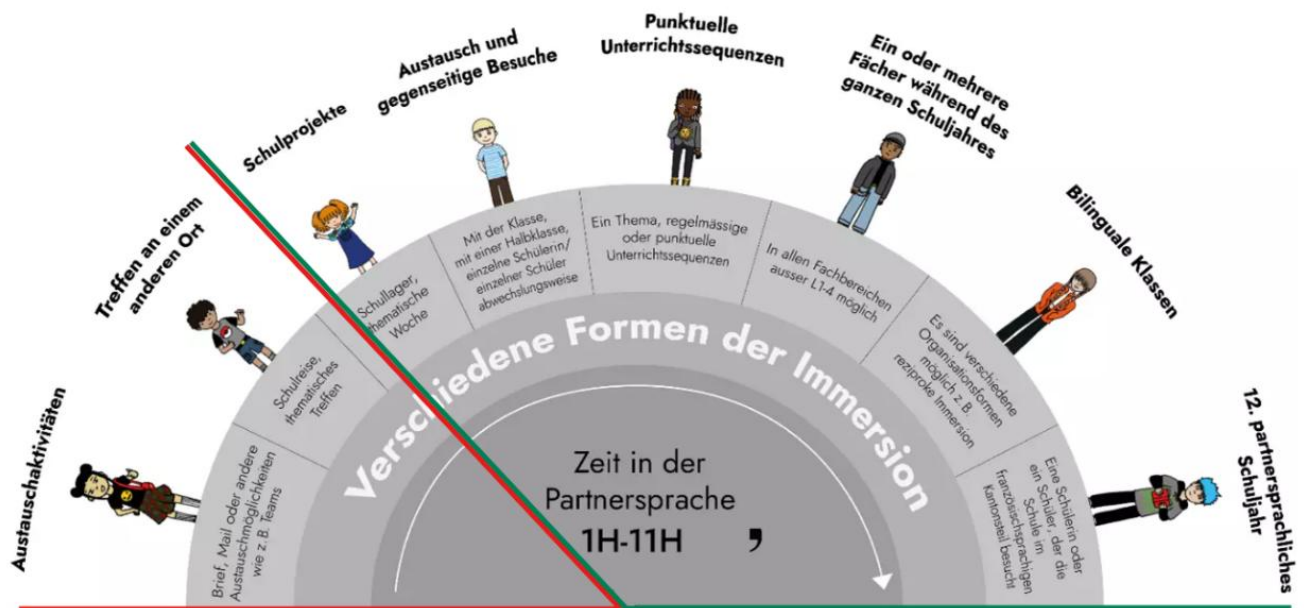 Austauschaktivitäten
Brief, Mail oder andere
Austauschmöglichkeiten
wie z. B. Teams
Treffen an einem
anderen Ort
Schulreise,
thematisches
Treffen
Schulprojekte
Schullager,
thematische
Woche
Austausch und
gegenseitige Besuche
Mit der Klasse,
mit einer Halbklasse,
einzelne Schülerin/
einzelner Schüler
abwechslungsweise
Punktuelle
Unterrichtssequenzen
Ein Thema, regelmässige
oder punktuelle
Unterrichtssequenzen
Ein oder mehrere
Fächer während des
ganzen Schuljahres
In allen Fachbereichen
ausser L1-4 möglich
Bilinguale Klassen
Es sind verschiedene
Organisationsformen
möglich z. B.
reziproke Immersion
12. partnersprachliches
Schuljahr
Eine Schülerin oder
ein Schüler, der die
Schule im
französischsprachigen
Kantonsteil besucht
Verschiedene Formen der Immersion
Zeit in der
Partnersprache
1H-11H ,